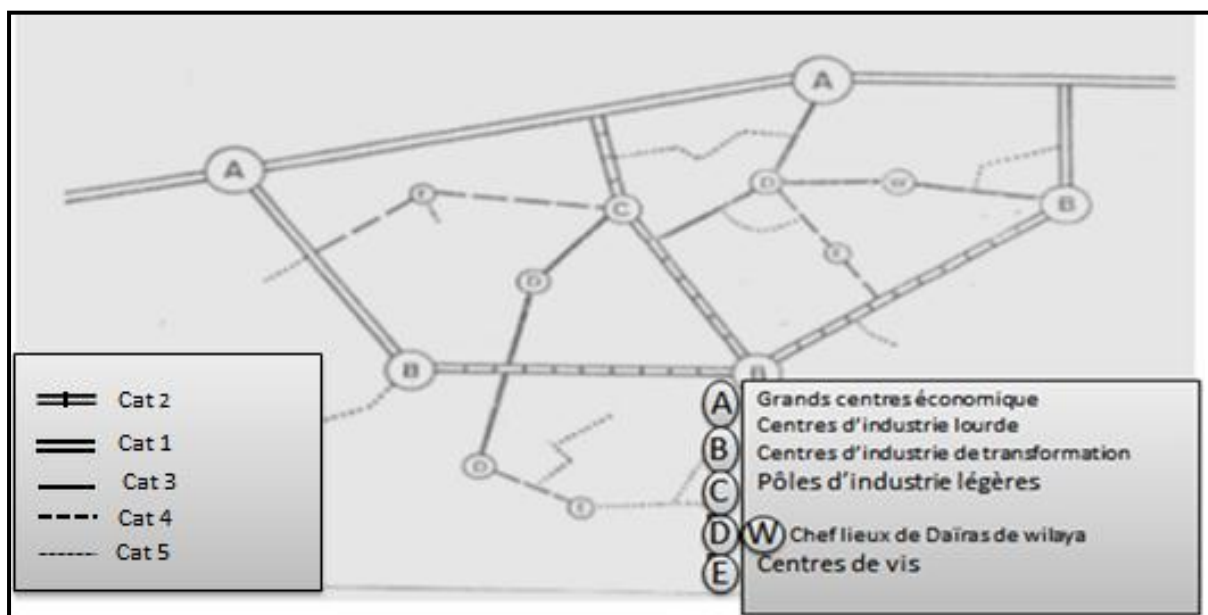 A
A
D
W
B
C
D
B
B
D
E
Cat 2
Cat 1
Cat 3
Cat 4
Cat 5
A Grands centres économique
Centres d'industrie lourde
B Centres d'industrie de transformation
C Pôles d'industrie légères
D W Chef lieux de Daïras de wilaya
E Centres de vis